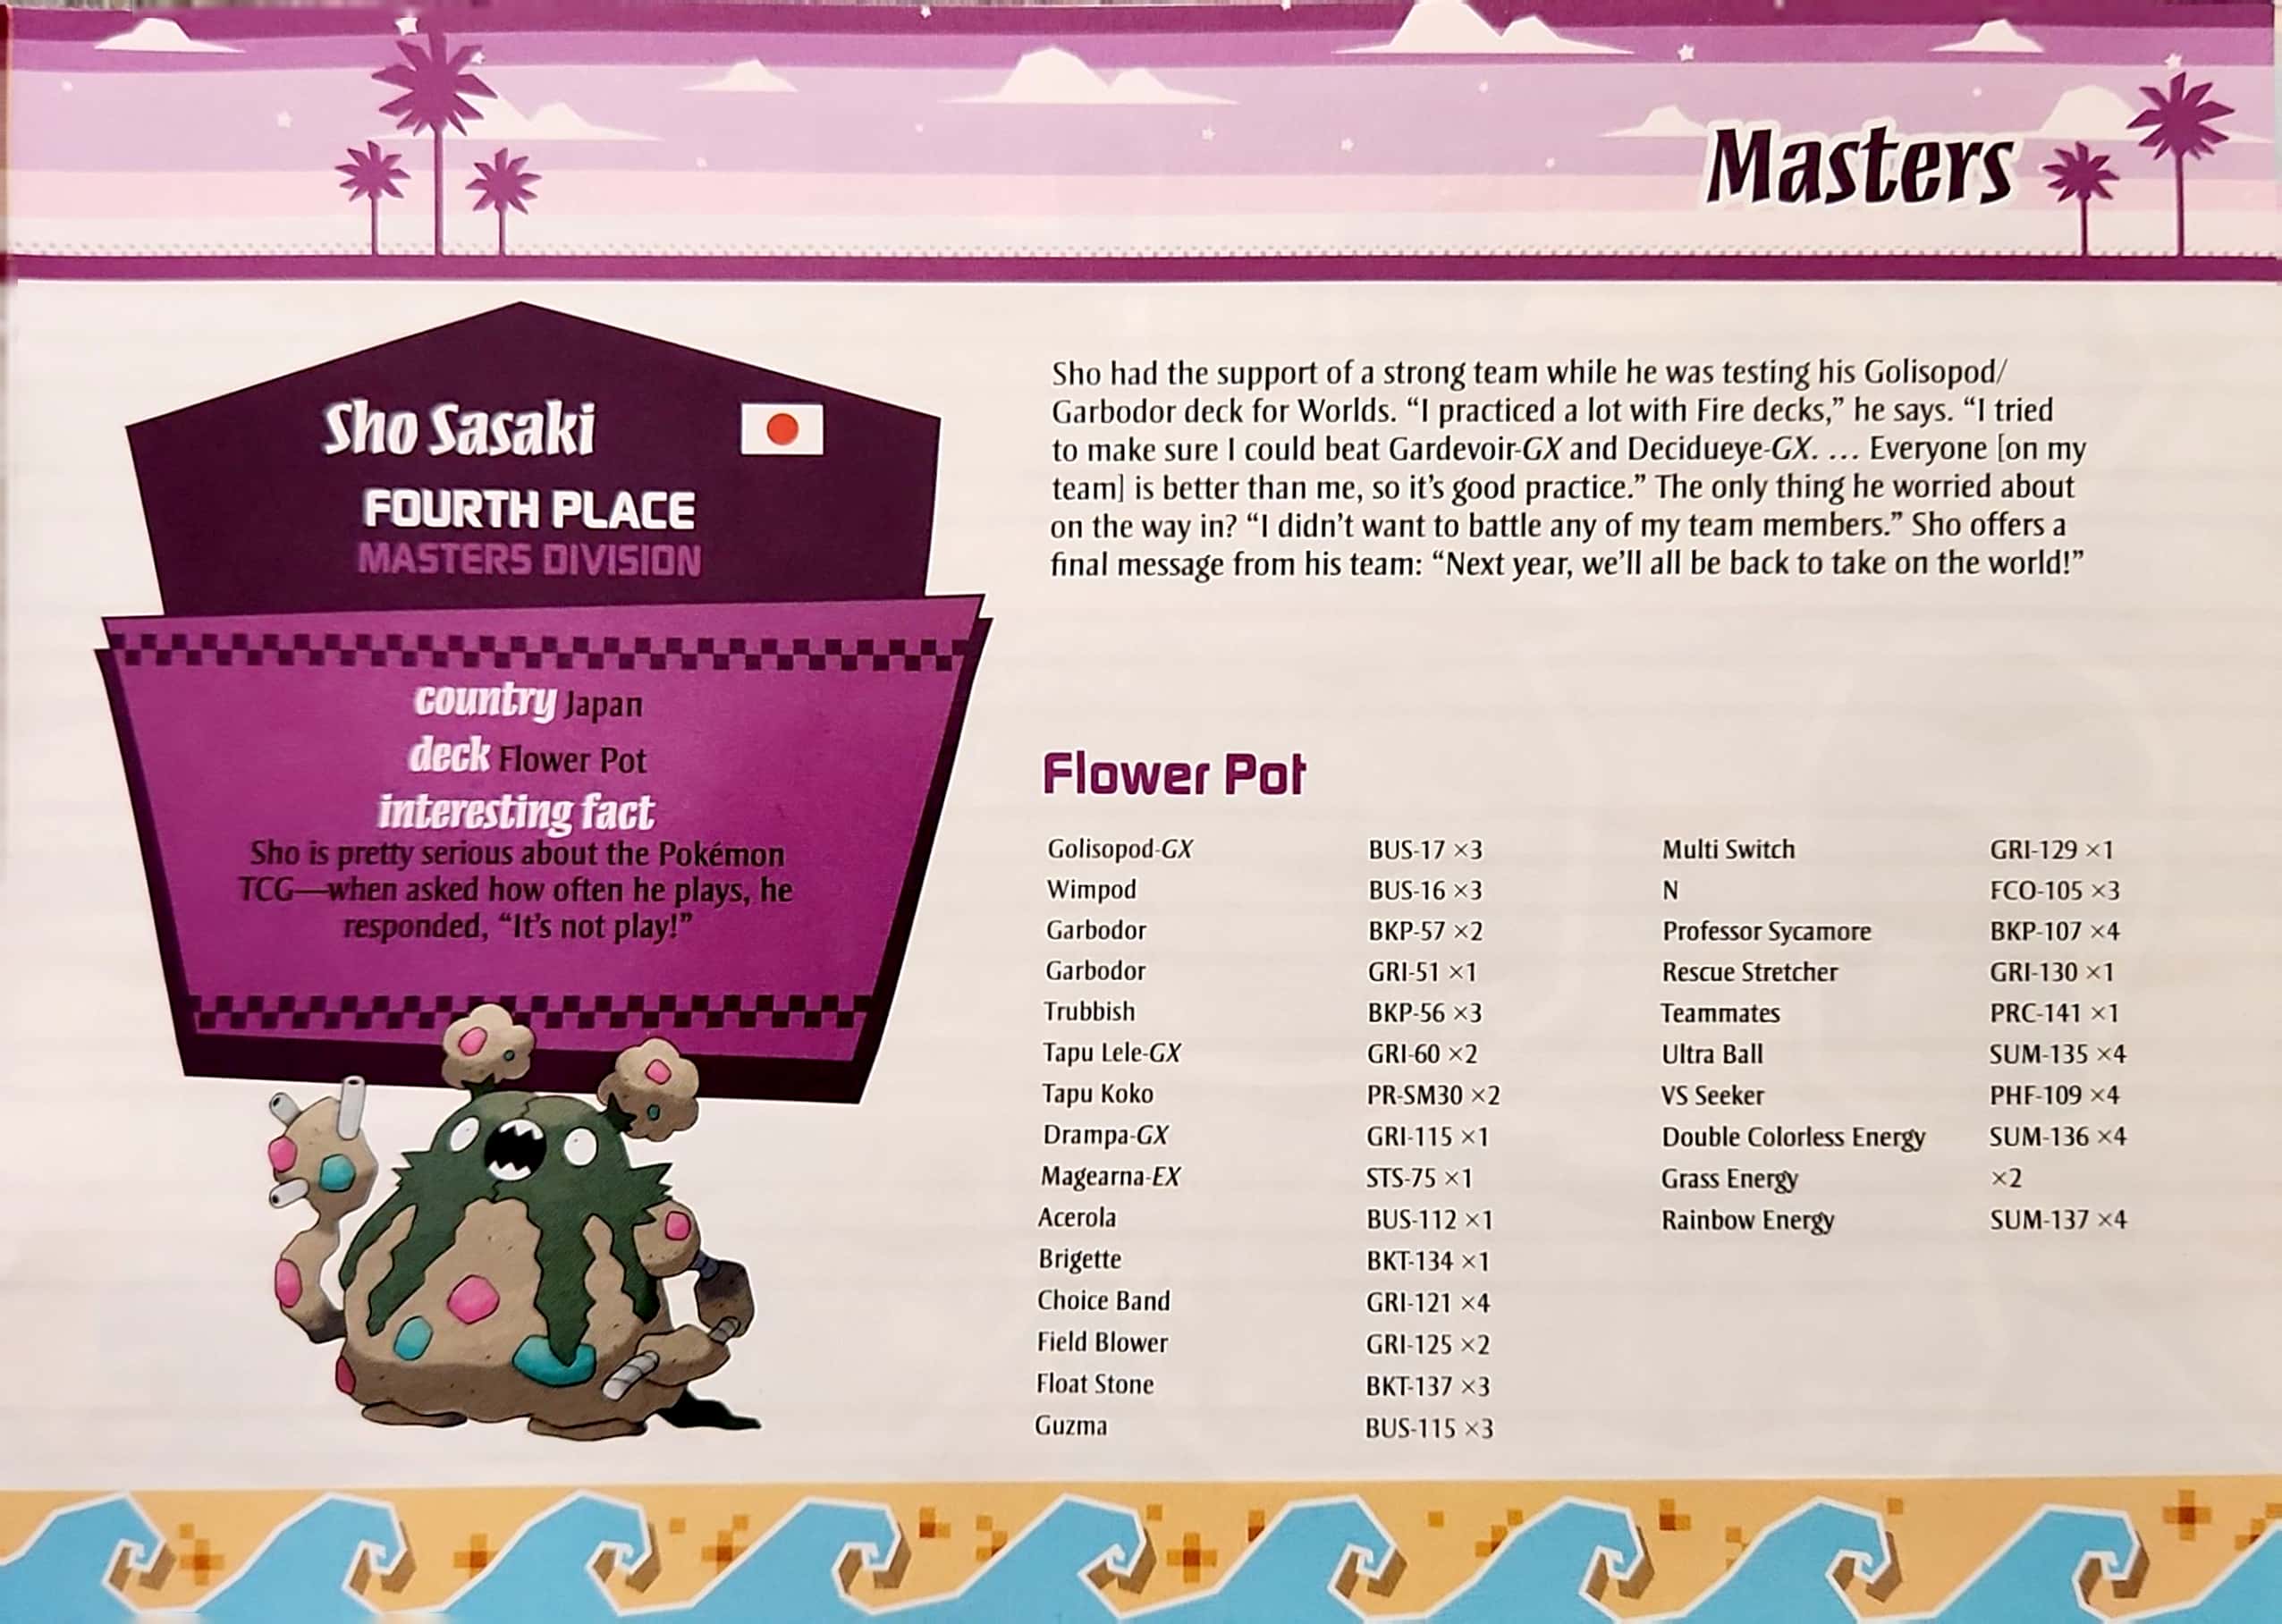 Masters
Sho Sasaki
FOURTH PLACE
MASTERS DIVISION
country Japan
deck Flower Pot
interesting fact
Sho is pretty serious about the Pokémon
TCG—when asked how often he plays, he
responded, “It’s not play!”
Sho had the support of a strong team while he was testing his Golisopod/
Garbodor deck for Worlds. “I practiced a lot with Fire decks,” he says. “I tried
to make sure I could beat Gardevoir-GX and Decidueye-GX. … Everyone [on my
team] is better than me, so it’s good practice.” The only thing he worried about
on the way in? “I didn’t want to battle any of my team members.” Sho offers a
final message from his team: “Next year, we’ll all be back to take on the world!”
Flower Pot
Golisopod-GX BUS-17 ×3
Wimpod BUS-16 ×3
Garbodor BKP-57 ×2
Garbodor GRI-51 ×1
Trubbish BKP-56 ×3
Tapu Lele-GX GRI-60 ×2
Tapu Koko PR-SM30 ×2
Drampa-GX GRI-115 ×1
Magearna-EX STS-75 ×1
Acerola BUS-112 ×1
Brigette BKT-134 ×1
Choice Band GRI-121 ×4
Field Blower GRI-125 ×2
Float Stone BKT-137 ×3
Guzma BUS-115 ×3
Multi Switch GRI-129 ×1
N FCO-105 ×3
Professor Sycamore BKP-107 ×4
Rescue Stretcher GRI-130 ×1
Teammates PRC-141 ×1
Ultra Ball SUM-135 ×4
VS Seeker PHF-109 ×4
Double Colorless Energy SUM-136 ×4
Grass Energy ×2
Rainbow Energy SUM-137 ×4